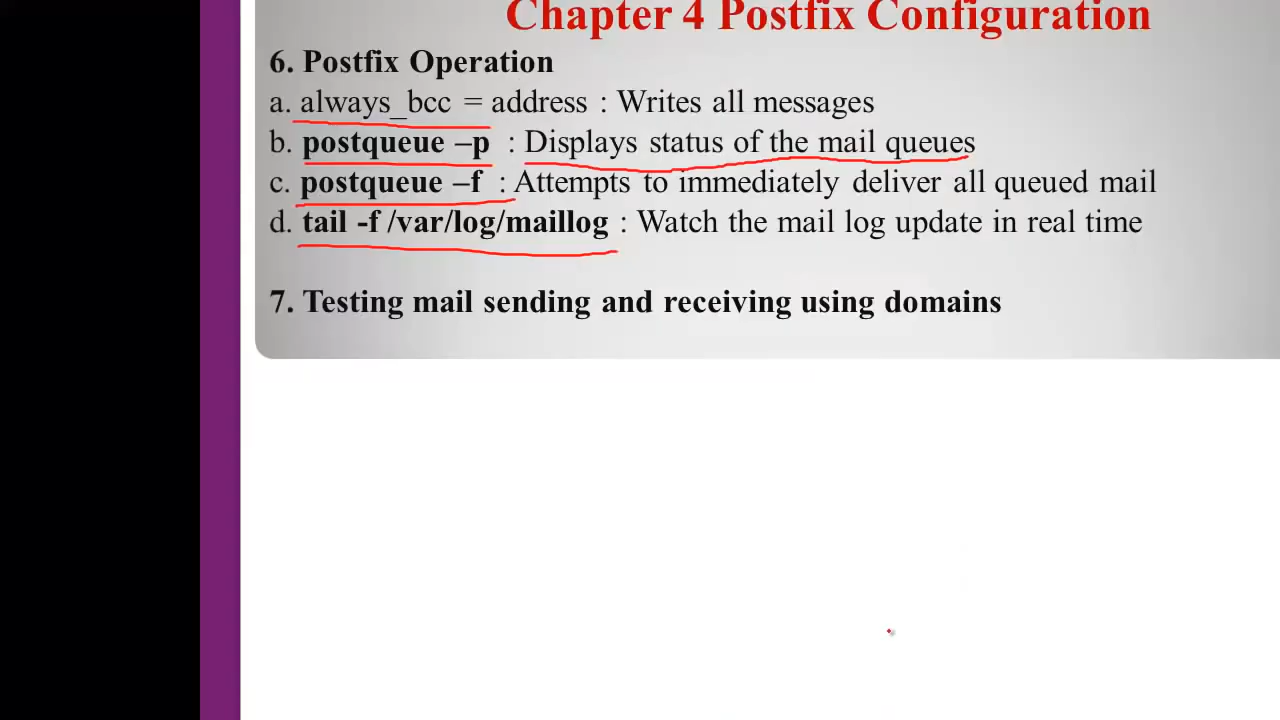 Chapter 4 Postfix Configuration
6. Postfix Operation
a. always_bcc = address : Writes all messages
b. postqueue –p : Displays status of the mail queues
c. postqueue –f : Attempts to immediately deliver all queued mail
d. tail -f /var/log/maillog : Watch the mail log update in real time
7. Testing mail sending and receiving using domains